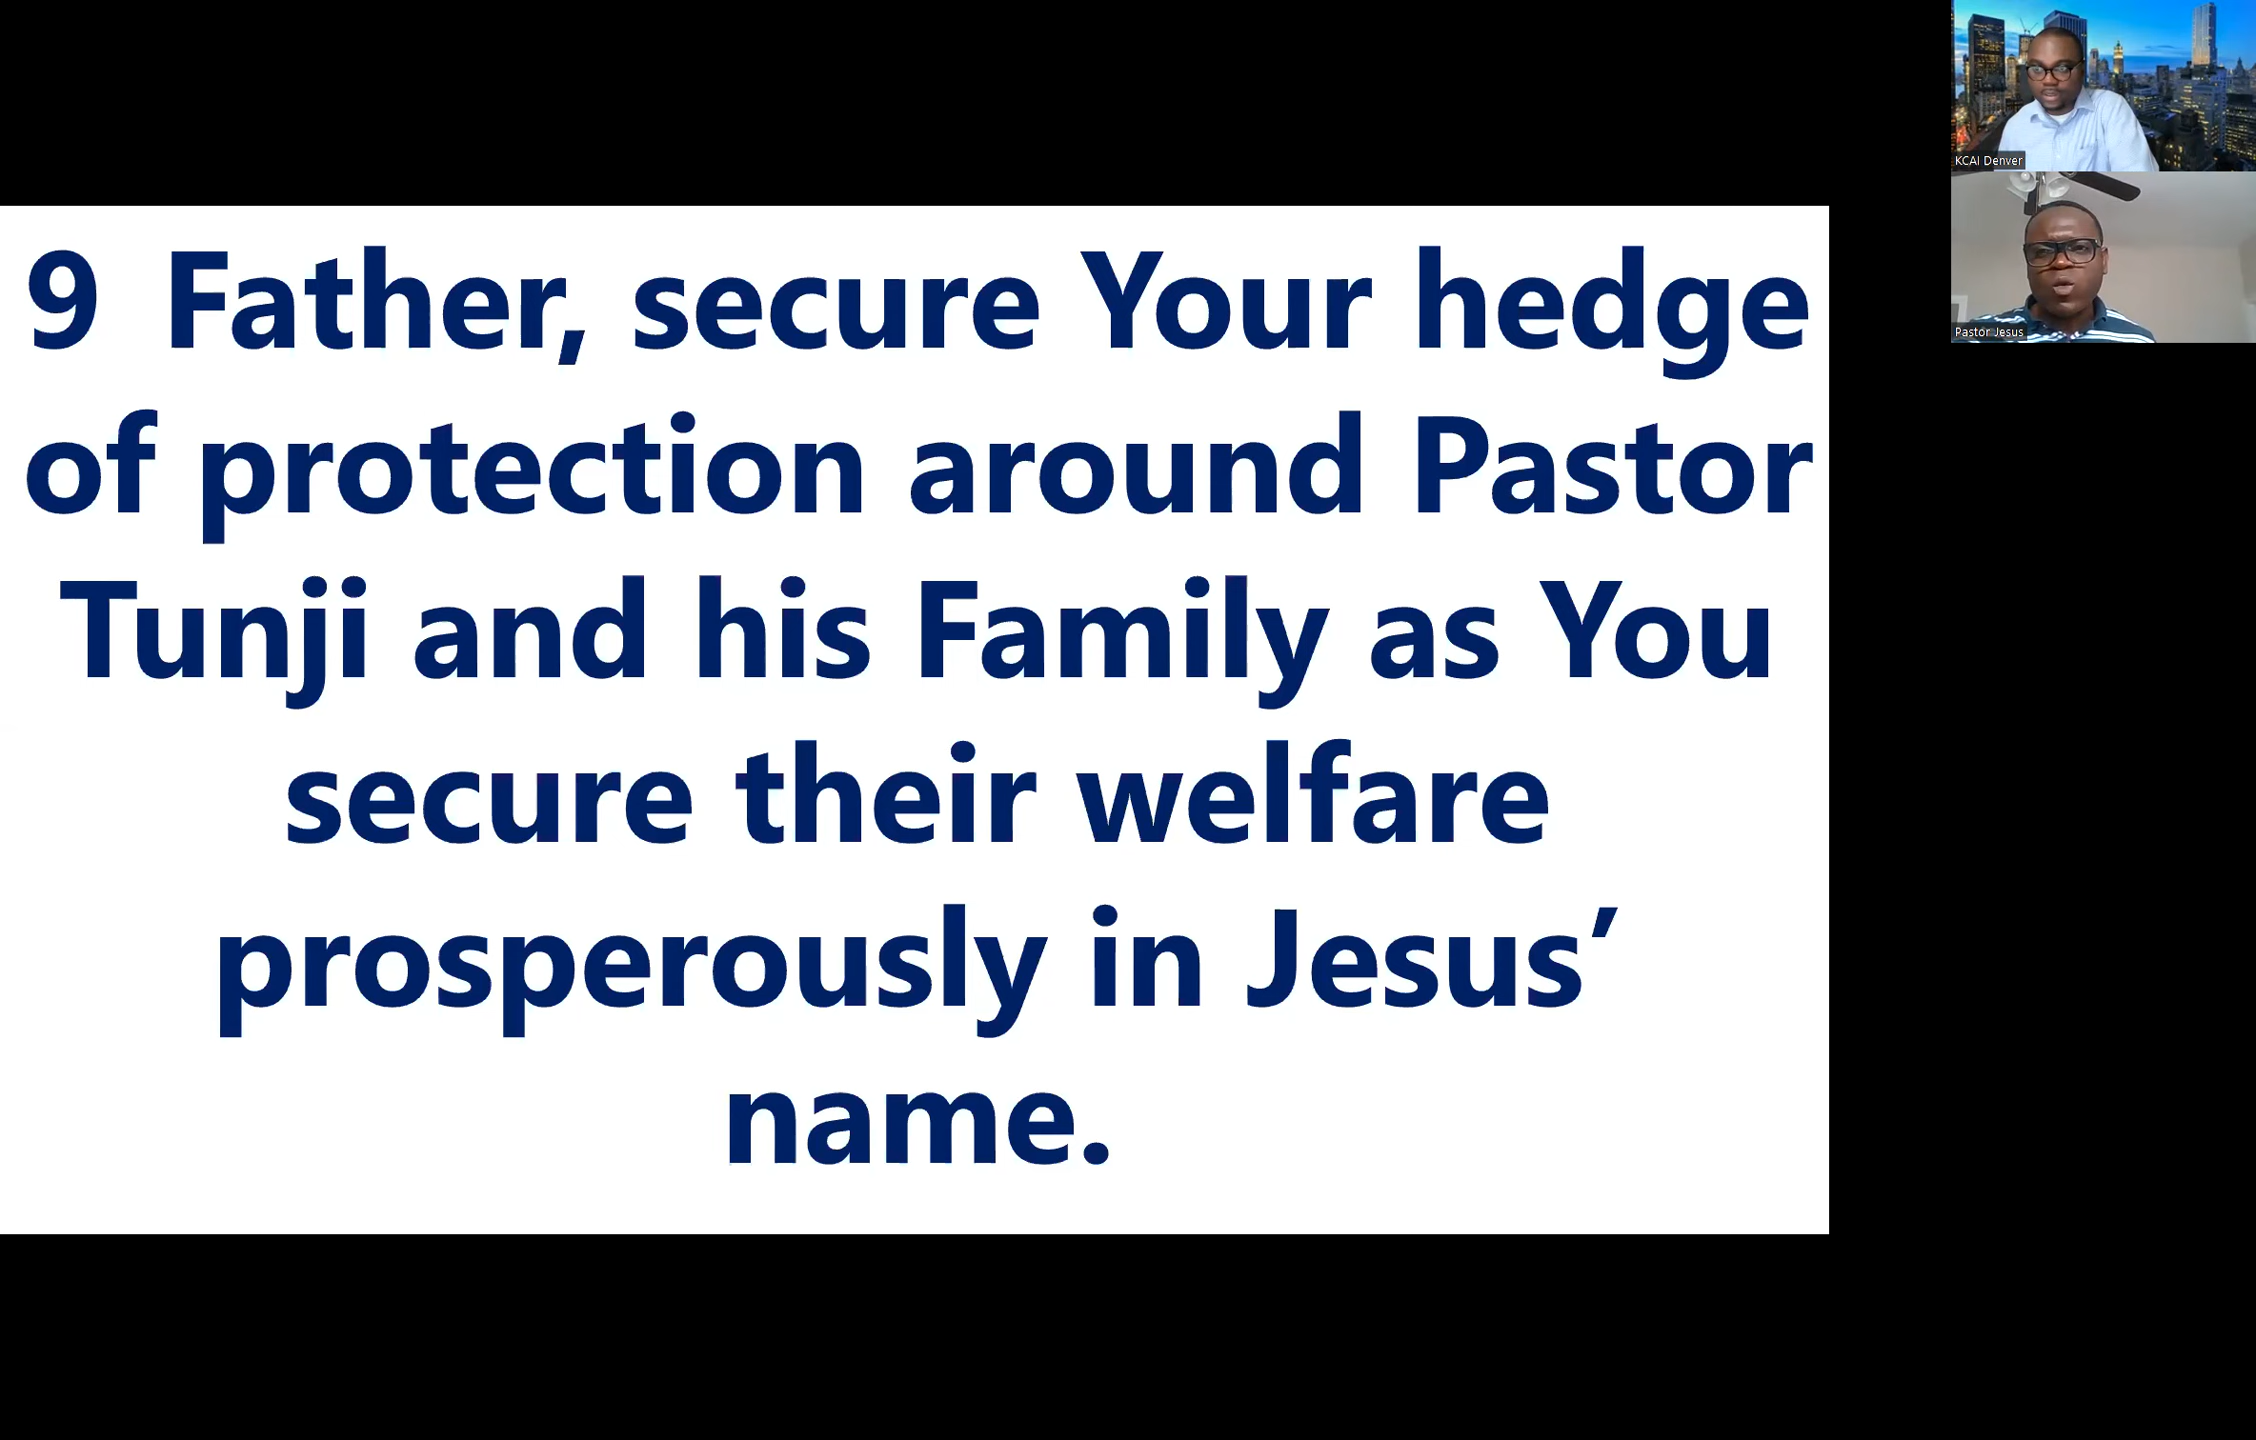 9 Father, secure Your hedge
of protection around Pastor
Tunji and his Family as You
secure their welfare
prosperously in Jesus’
name.
KCAI Denver
Pastor Jesus